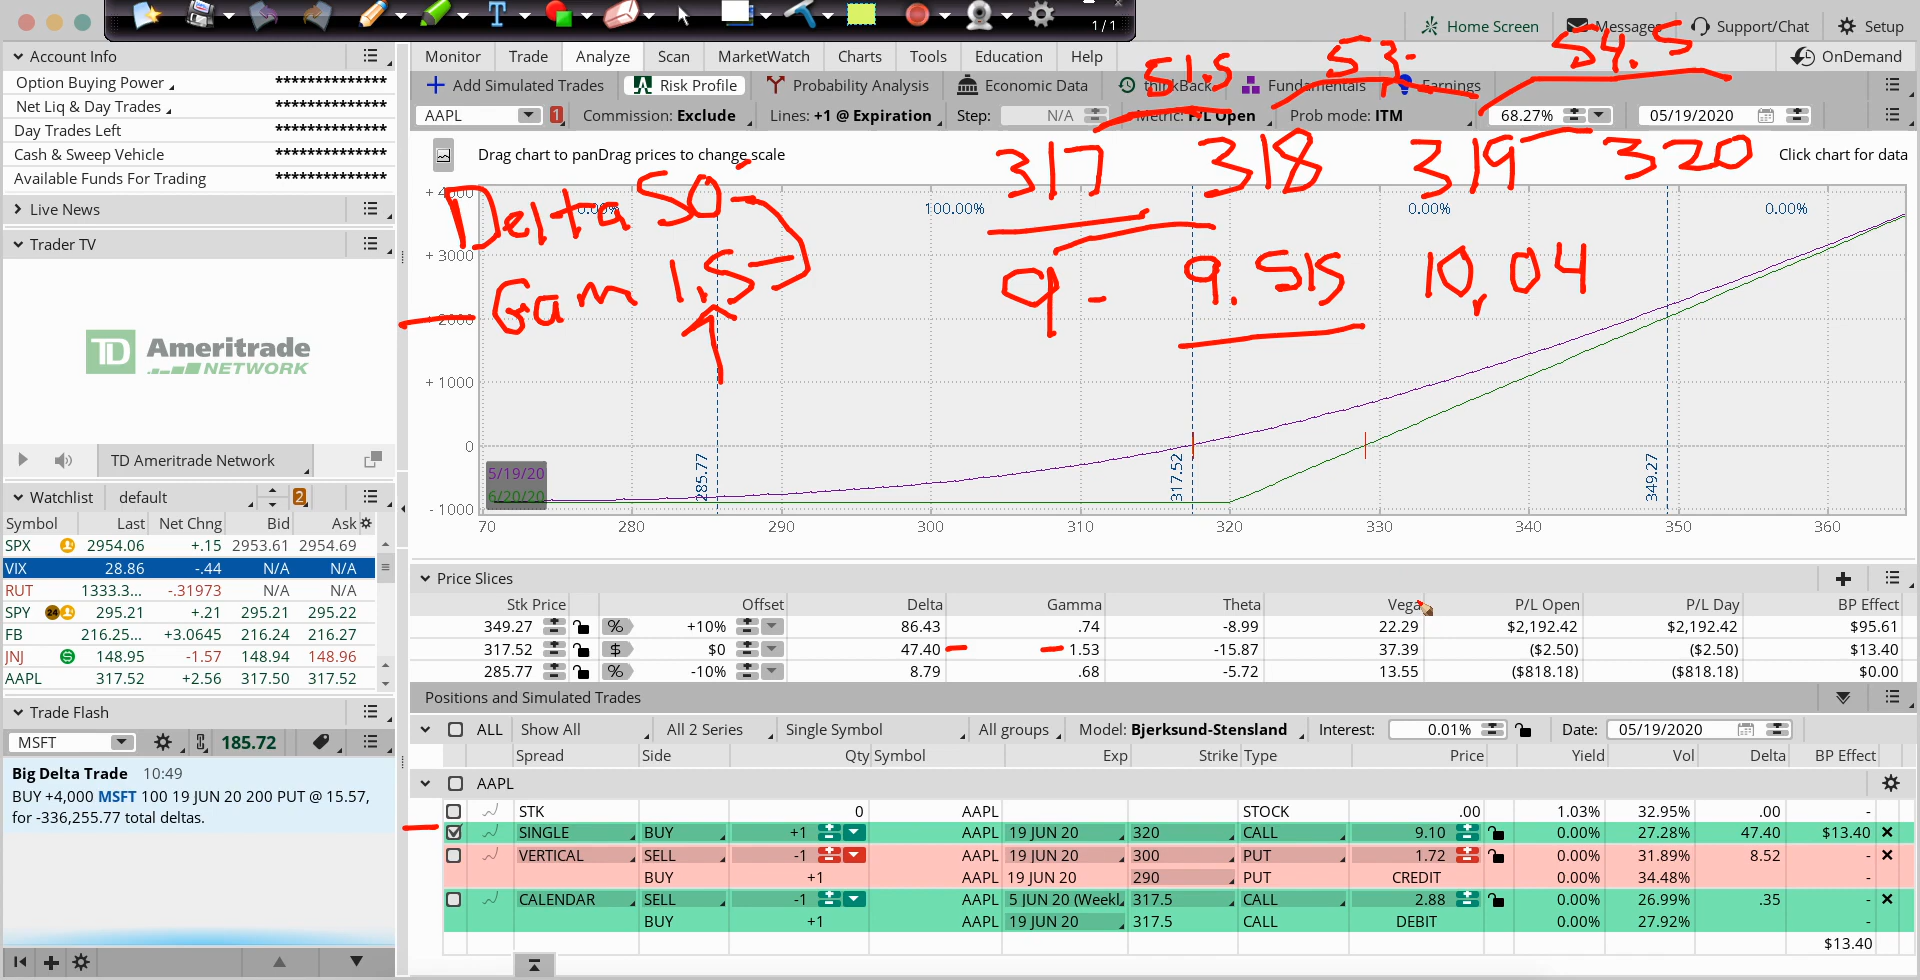 1 / 1
Home Screen Messages Support/Chat Setup
Account Info
Monitor Trade Analyze Scan MarketWatch Charts Tools Education Help
OnDemand
51.5 53. 54.5
Option Buying Power **************
Net Liq & Day Trades **************
Day Trades Left **************
Cash & Sweep Vehicle **************
Available Funds For Trading **************
Add Simulated Trades Risk Profile Probability Analysis Economic Data thinkBack Fundamentals Earnings
AAPL 1 Commission: Exclude Lines: +1 @ Expiration Step: N/A Metric: P/L Open Prob mode: ITM 68.27% 05/19/2020
Drag chart to panDrag prices to change scale
Click chart for data
317 318 319 320
Delta 50
Gam 1.5
9 - 9.515 10.04
Live News
Trader TV
TD Ameritrade
NETWORK
TD Ameritrade Network
+ 4000
+ 3000
+ 2000
+ 1000
0
- 1000
0.00% 100.00% 0.00% 0.00%
285.77 317.52 349.27
5/19/20
6/20/20
70 280 290 300 310 320 330 340 350 360
Watchlist default 2
Symbol Last Net Chng Bid Ask
SPX 2954.06 +.15 2953.61 2954.69
VIX 28.86 -.44 N/A N/A
RUT 1333.3... -.31973 N/A N/A
SPY 24 295.21 +.21 295.21 295.22
FB 216.25... +3.0645 216.24 216.27
JNJ 148.95 -1.57 148.94 148.96
AAPL 317.52 +2.56 317.50 317.52
Price Slices
Stk Price Offset Delta Gamma Theta Vega P/L Open P/L Day BP Effect
349.27 % +10% 86.43 .74 -8.99 22.29 $2,192.42 $2,192.42 $95.61
317.52 $ $0 47.40 1.53 -15.87 37.39 ($2.50) ($2.50) $13.40
285.77 % -10% 8.79 .68 -5.72 13.55 ($818.18) ($818.18) $0.00
Trade Flash
MSFT 185.72
Big Delta Trade 10:49
BUY +4,000 MSFT 100 19 JUN 20 200 PUT @ 15.57,
for -336,255.77 total deltas.
Positions and Simulated Trades
ALL Show All All 2 Series Single Symbol All groups Model: Bjerksund-Stensland Interest: 0.01% Date: 05/19/2020
Spread Side Qty Symbol Exp Strike Type Price Yield Vol Delta BP Effect
AAPL
STK 0 AAPL STOCK .00 1.03% 32.95% .00 -
SINGLE BUY +1 AAPL 19 JUN 20 320 CALL 9.10 0.00% 27.28% 47.40 $13.40
VERTICAL SELL -1 AAPL 19 JUN 20 300 PUT 1.72 0.00% 31.89% 8.52 -
BUY +1 AAPL 19 JUN 20 290 PUT CREDIT 0.00% 34.48% -
CALENDAR SELL -1 AAPL 5 JUN 20 (Weekl. 317.5 CALL 2.88 0.00% 26.99% .35 -
BUY +1 AAPL 19 JUN 20 317.5 CALL DEBIT 0.00% 27.92% -
$13.40